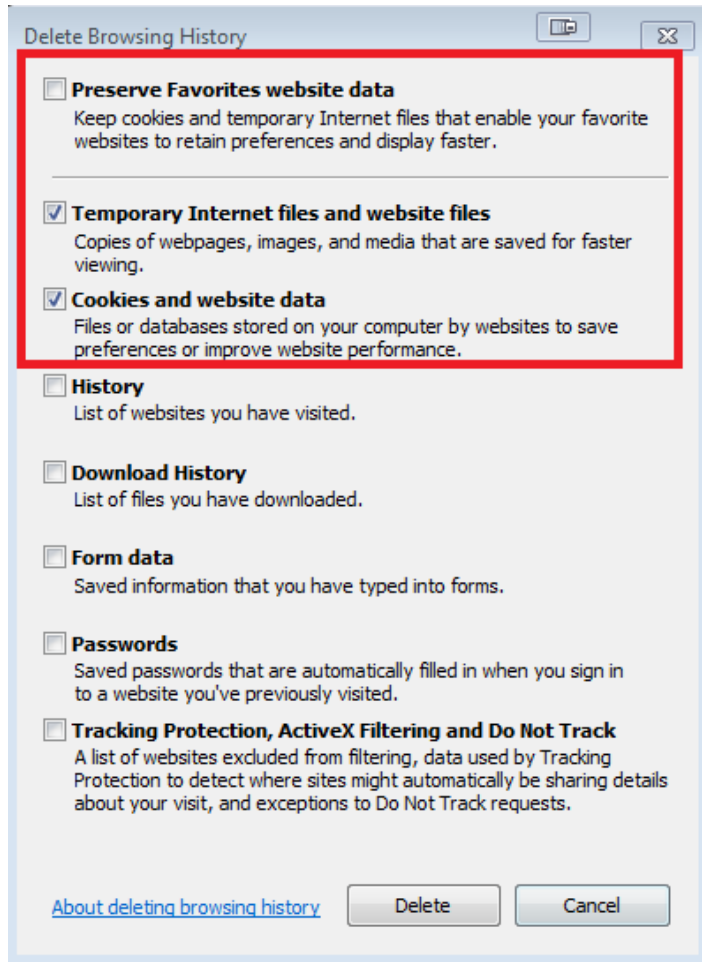 Delete Browsing History
Preserve Favorites website data
Keep cookies and temporary Internet files that enable your favorite
websites to retain preferences and display faster.
Temporary Internet files and website files
Copies of webpages, images, and media that are saved for faster
viewing.
Cookies and website data
Files or databases stored on your computer by websites to save
preferences or improve website performance.
History
List of websites you have visited.
Download History
List of files you have downloaded.
Form data
Saved information that you have typed into forms.
Passwords
Saved passwords that are automatically filled in when you sign in
to a website you've previously visited.
Tracking Protection, ActiveX Filtering and Do Not Track
A list of websites excluded from filtering, data used by Tracking
Protection to detect where sites might automatically be sharing details
about your visit, and exceptions to Do Not Track requests.
About deleting browsing history Delete Cancel